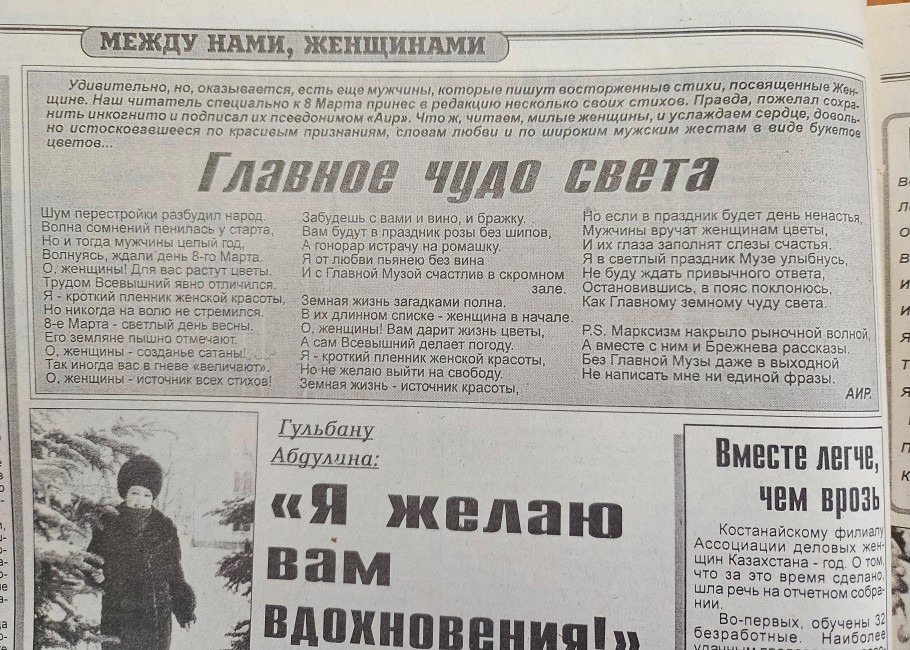 МЕЖДУ НАМИ, ЖЕНЩИНАМИ
Удивительно, но, оказывается, есть еще мужчины, которые пишут восторженные стихи, посвященные Жен-
щине. Наш читатель специально к 8 Марта принес в редакцию несколько своих стихов. Правда, пожелал сохра-
нить инкогнито и подписал их псевдонимом «Аир». Что ж, читаем, милые женщины, и услаждаем сердце, доволь-
но истосковавшееся по красивым признаниям, словам любви и по широким мужским жестам в виде букетов
цветов...
Главное чудо света
Шум перестройки разбудил народ.
Волна сомнений пенилась у старта,
Но и тогда мужчины целый год,
Волнуясь, ждали день 8-го Марта.
О, женщины! Для вас растут цветы.
Трудом Всевышний явно отличился.
Я - кроткий пленник женской красоты,
Но никогда на волю не стремился.
8-е Марта - светлый день весны.
Его земляне пышно отмечают.
О, женщины - созданье сатаны!
Так иногда вас в гневе «величают».
О, женщины - источник всех стихов!
Забудешь с вами и вино, и бражку.
Вам будут в праздник розы без шипов,
А гонорар истрачу на ромашку.
Я от любви пьянею без вина
И с Главной Музой счастлив в скромном
зале.
Земная жизнь загадками полна,
В их длинном списке - женщина в начале.
О, женщины! Вам дарит жизнь цветы,
А сам Всевышний делает погоду.
Я - кроткий пленник женской красоты,
Но не желаю выйти на свободу.
Земная жизнь - источник красоты,
Но если в праздник будет день ненастья,
Мужчины вручат женщинам цветы,
И их глаза заполнят слезы счастья.
Я в светлый праздник Музе улыбнусь,
Не буду ждать привычного ответа,
Остановившись, в пояс поклонюсь,
Как Главному земному чуду света.
P.S. Марксизм накрыло рыночной волной,
А вместе с ним и Брежнева рассказы.
Без Главной Музы даже в выходной
Не написать мне ни единой фразы.
АИР.
Гульбану
Абдулина:
«Я желаю
вам
вдохновения!»
Вместе легче,
чем врозь
Костанайскому филиалу
Ассоциации деловых жен-
щин Казахстана - год. О том,
что за это время сделано,
шла речь на отчетном собра-
нии.
Во-первых, обучены 32
безработные. Наиболее